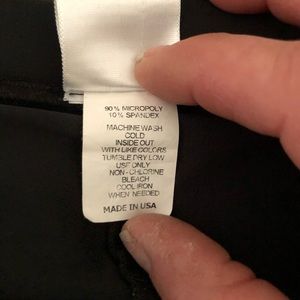 90% MICROPOLY
10% SPANDEX
MACHINE WASH
COLD
INSIDE OUT
WITH LIKE COLORS
TUMBLE DRY LOW
USE ONLY
NON-CHLORINE
BLEACH
COOL IRON
WHEN NEEDED
MADE IN USA